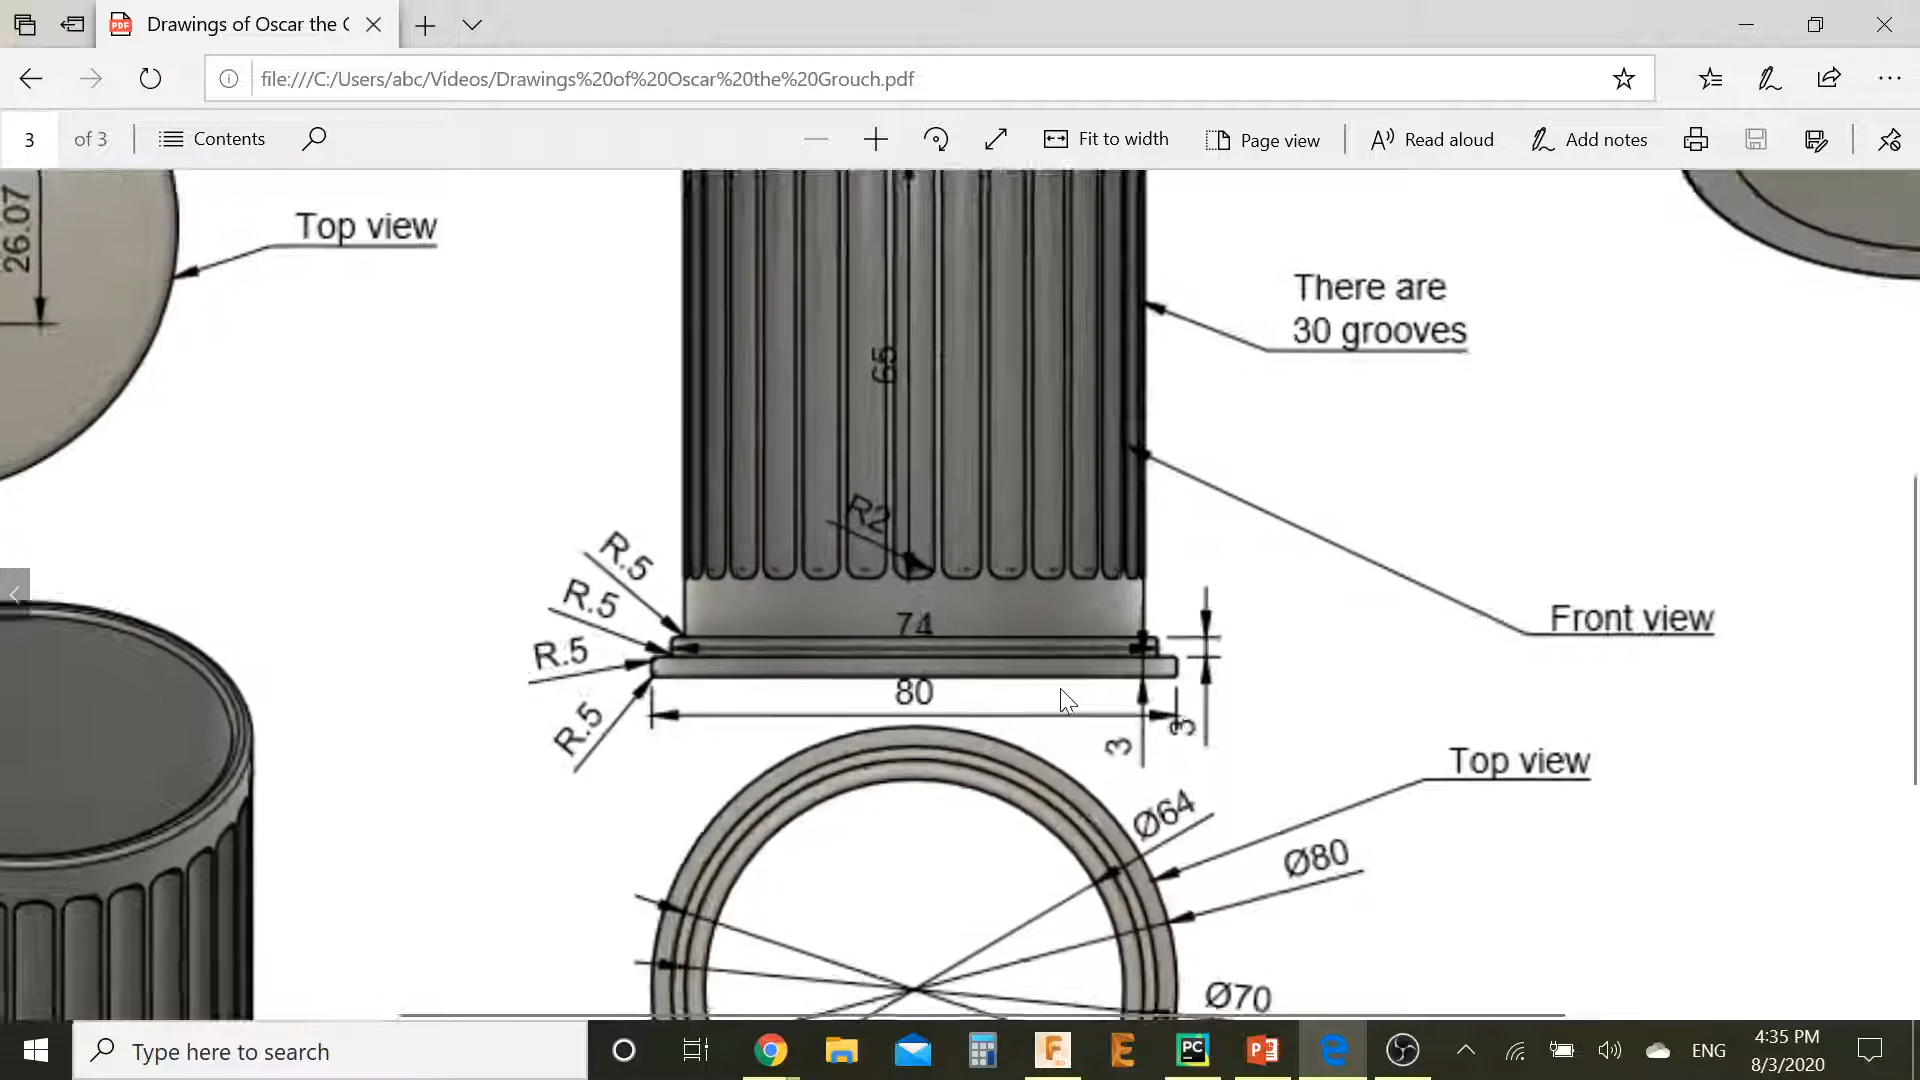 Drawings of Oscar the G
file:///C:/Users/abc/Videos/Drawings%20of%20Oscar%20the%20Grouch.pdf
3 of 3 Contents Fit to width Page view Read aloud Add notes
26.07
Top view
There are
30 grooves
65
R2
R.5
R.5
R.5
R.5
74
Front view
80
3
3
Top view
Ø64
Ø80
Ø70
Type here to search
PC
ENG
4:35 PM
8/3/2020